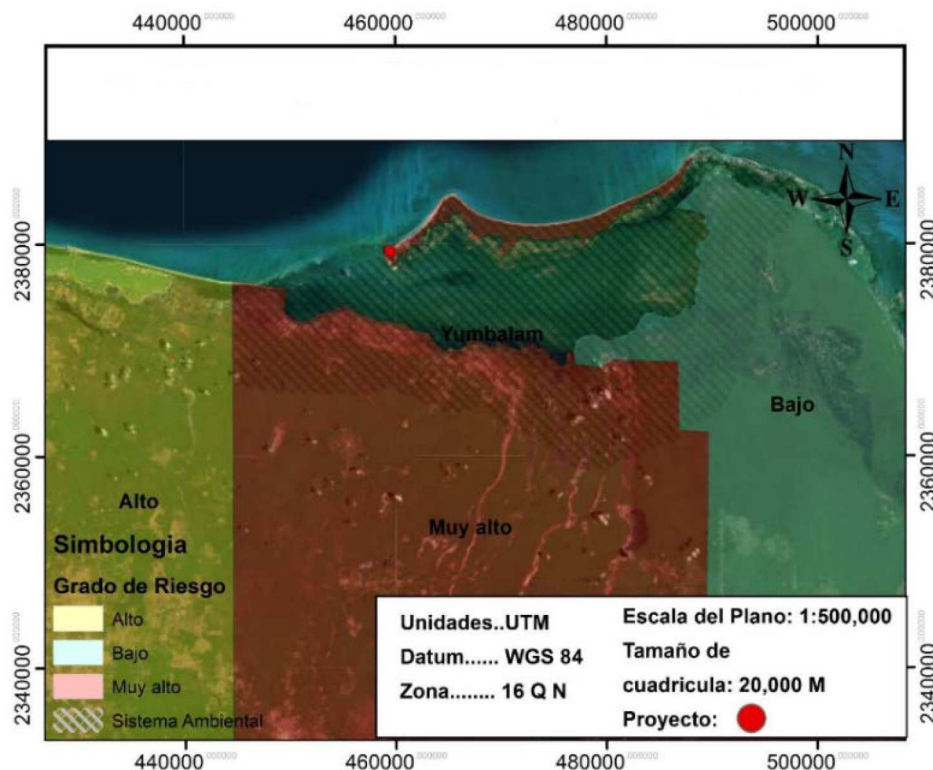 440000 460000 480000 500000
N
W E
S
2380000 2380000
Yumbalam
Bajo
2360000 2360000
Alto
Muy alto
Simbologia
Grado de Riesgo
Alto
Bajo
Muy alto
Sistema Ambiental
Unidades..UTM
Datum...... WGS 84
Zona........ 16 Q N
Escala del Plano: 1:500,000
Tamaño de
cuadricula: 20,000 M
Proyecto:
2340000 2340000
440000 460000 480000 500000